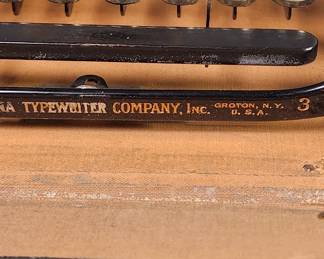 NA TYPEWRITER COMPANY, INC. GROTON, N.Y.
U.S.A. 3